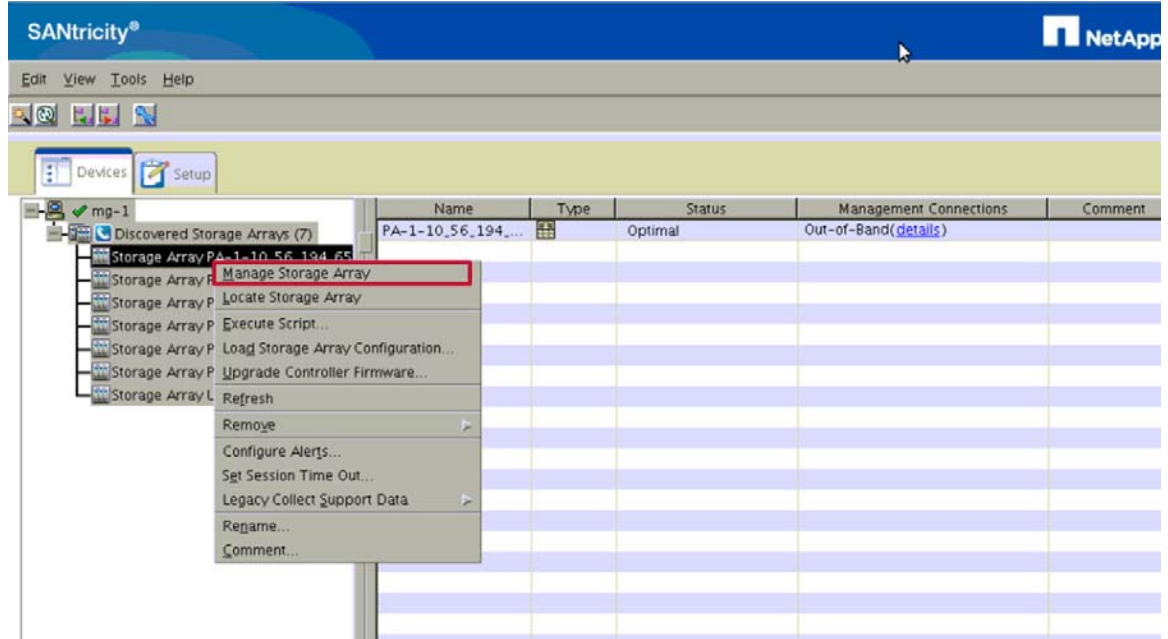 SANtricity®
NetApp
Edit View Tools Help
Devices Setup
mg-1
Discovered Storage Arrays (7)
Storage Array PA-1-10_56_194_65
Storage Array P
Storage Array P
Storage Array P
Storage Array P
Storage Array P
Storage Array U
Manage Storage Array
Locate Storage Array
Execute Script...
Load Storage Array Configuration...
Upgrade Controller Firmware...
Refresh
Remove
Configure Alerts...
Set Session Time Out...
Legacy Collect Support Data
Rename...
Comment...
Name Type Status Management Connections Comment
PA-1-10_56_194_... Optimal Out-of-Band(details)